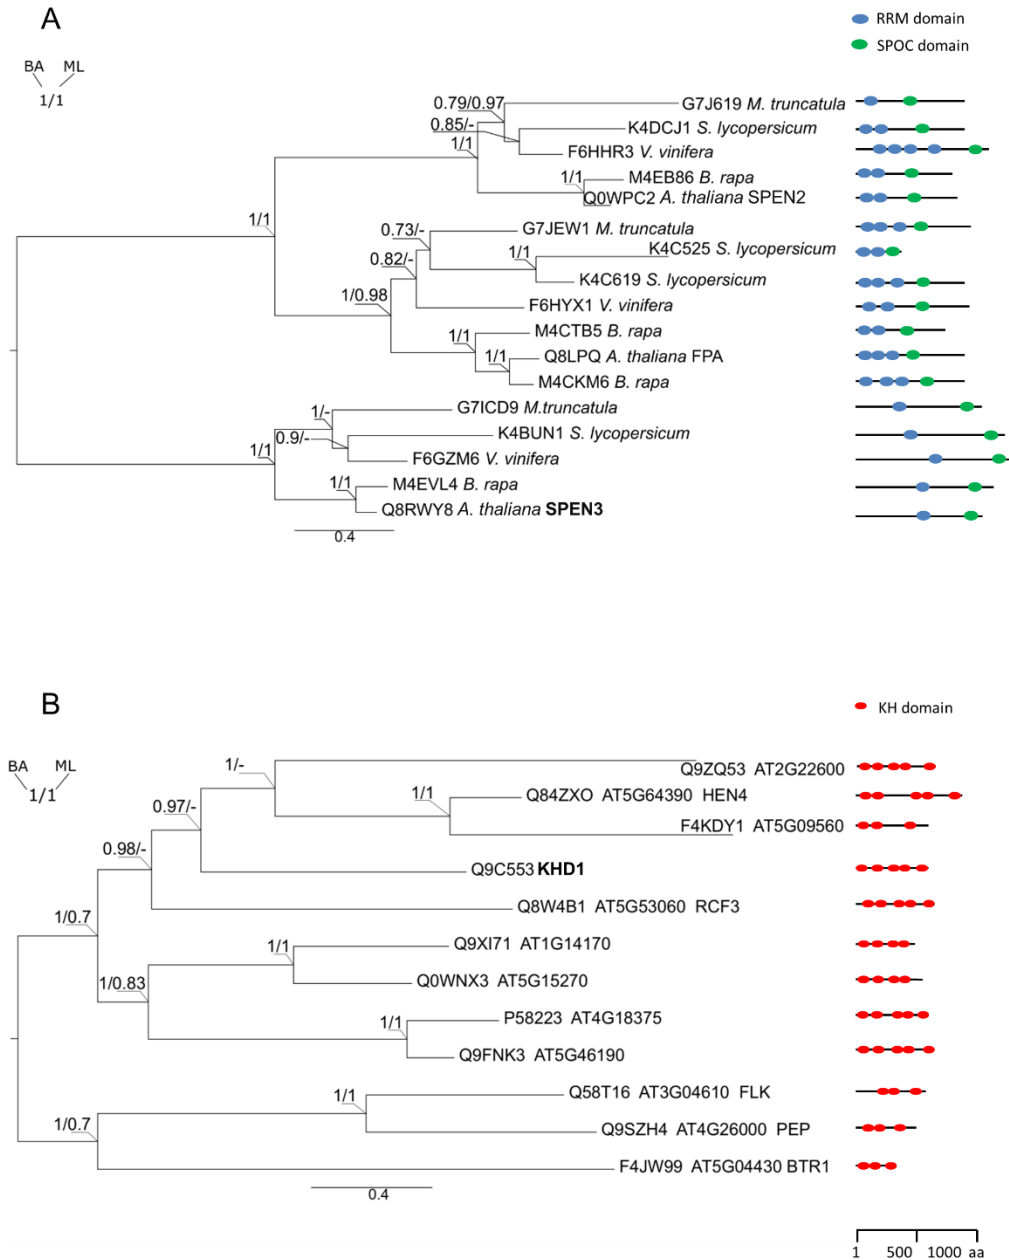 A
RRM domain
SPOC domain
BA ML
1/1
0.79/0.97
G7J619 M. truncatula
0.85/-
K4DCJ1 S. lycopersicum
1/1
F6HHR3 V. vinifera
1/1
M4EB86 B. rapa
Q0WPC2 A. thaliana SPEN2
1/1
0.73/-
G7JEW1 M. truncatula
1/1
K4C525 S. lycopersicum
0.82/-
K4C619 S. lycopersicum
1/0.98
F6HYX1 V. vinifera
1/1
M4CTB5 B. rapa
1/1
Q8LPQ A. thaliana FPA
M4CKM6 B. rapa
1/-
G7ICD9 M.truncatula
0.9/-
K4BUN1 S. lycopersicum
1/1
F6GZM6 V. vinifera
1/1
M4EVL4 B. rapa
Q8RWY8 A. thaliana SPEN3
0.4
B
KH domain
BA ML
1/1
1/-
Q9ZQ53 AT2G22600
1/1
Q84ZXO AT5G64390 HEN4
0.97/-
F4KDY1 AT5G09560
0.98/-
Q9C553 KHD1
1/0.7
Q8W4B1 AT5G53060 RCF3
1/1
Q9XI71 AT1G14170
1/0.83
Q0WNX3 AT5G15270
1/1
P58223 AT4G18375
Q9FNK3 AT5G46190
1/1
Q58T16 AT3G04610 FLK
1/0.7
Q9SZH4 AT4G26000 PEP
F4JW99 AT5G04430 BTR1
0.4
1 500 1000 aa